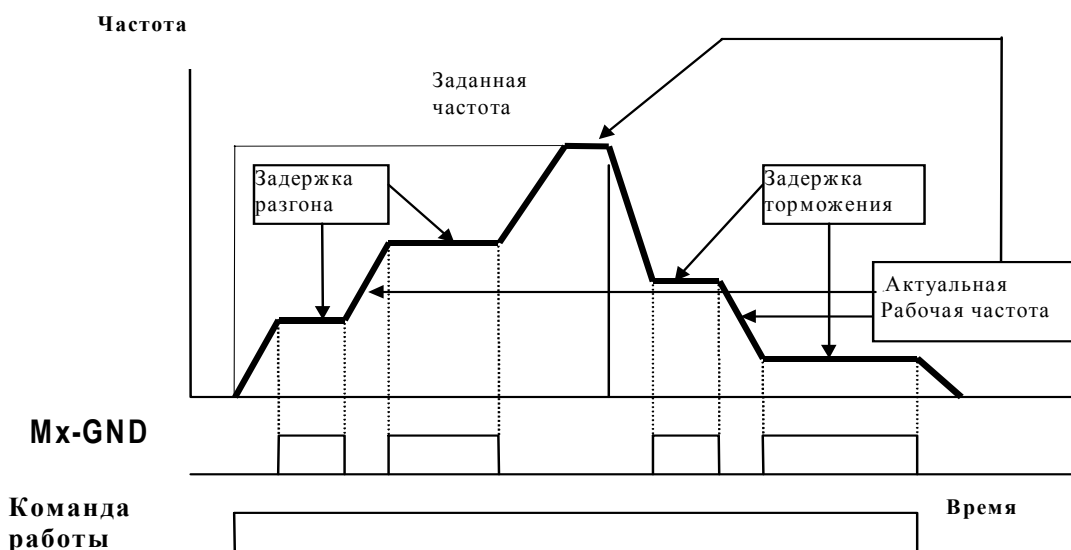 Частота
Заданная
частота
Задержка
разгона
Задержка
торможения
Актуальная
Рабочая частота
Mx-GND
Время
Команда
работы